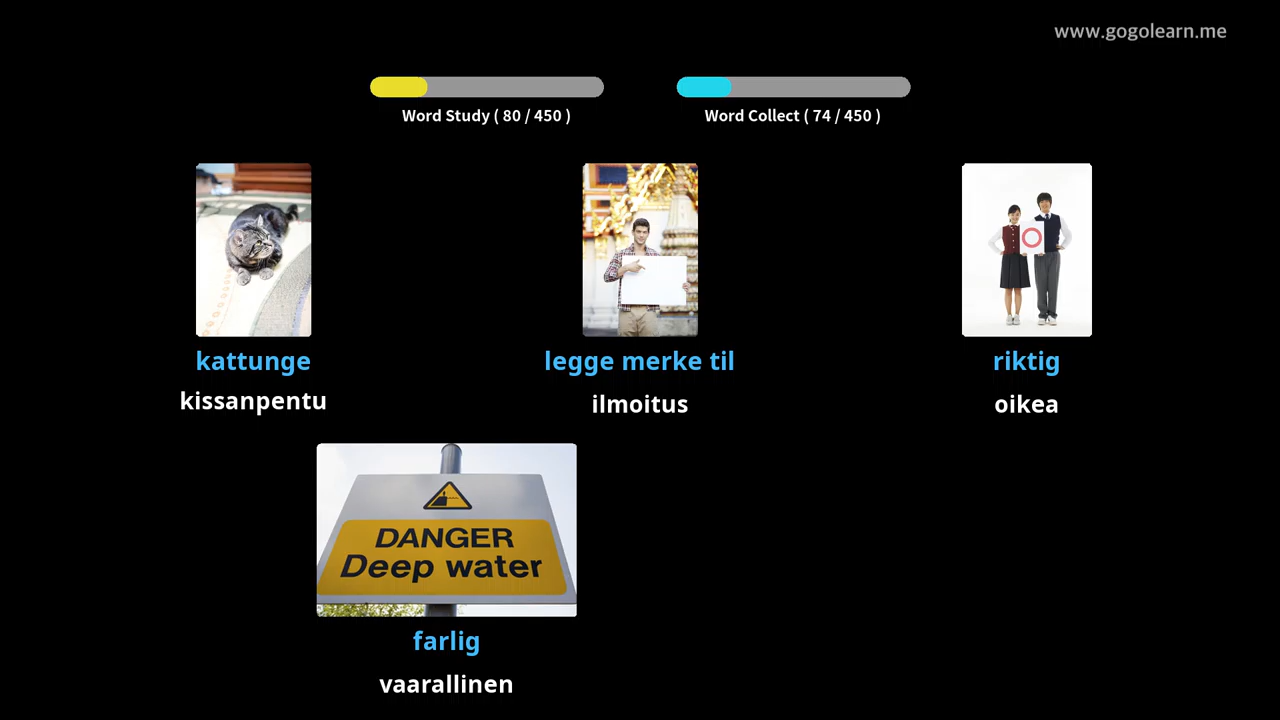 www.gogolearn.me
Word Study ( 80 / 450 )
Word Collect ( 74 / 450 )
kattunge
legge merke til
riktig
kissanpentu
ilmoitus
oikea
DANGER
Deep water
farlig
vaarallinen